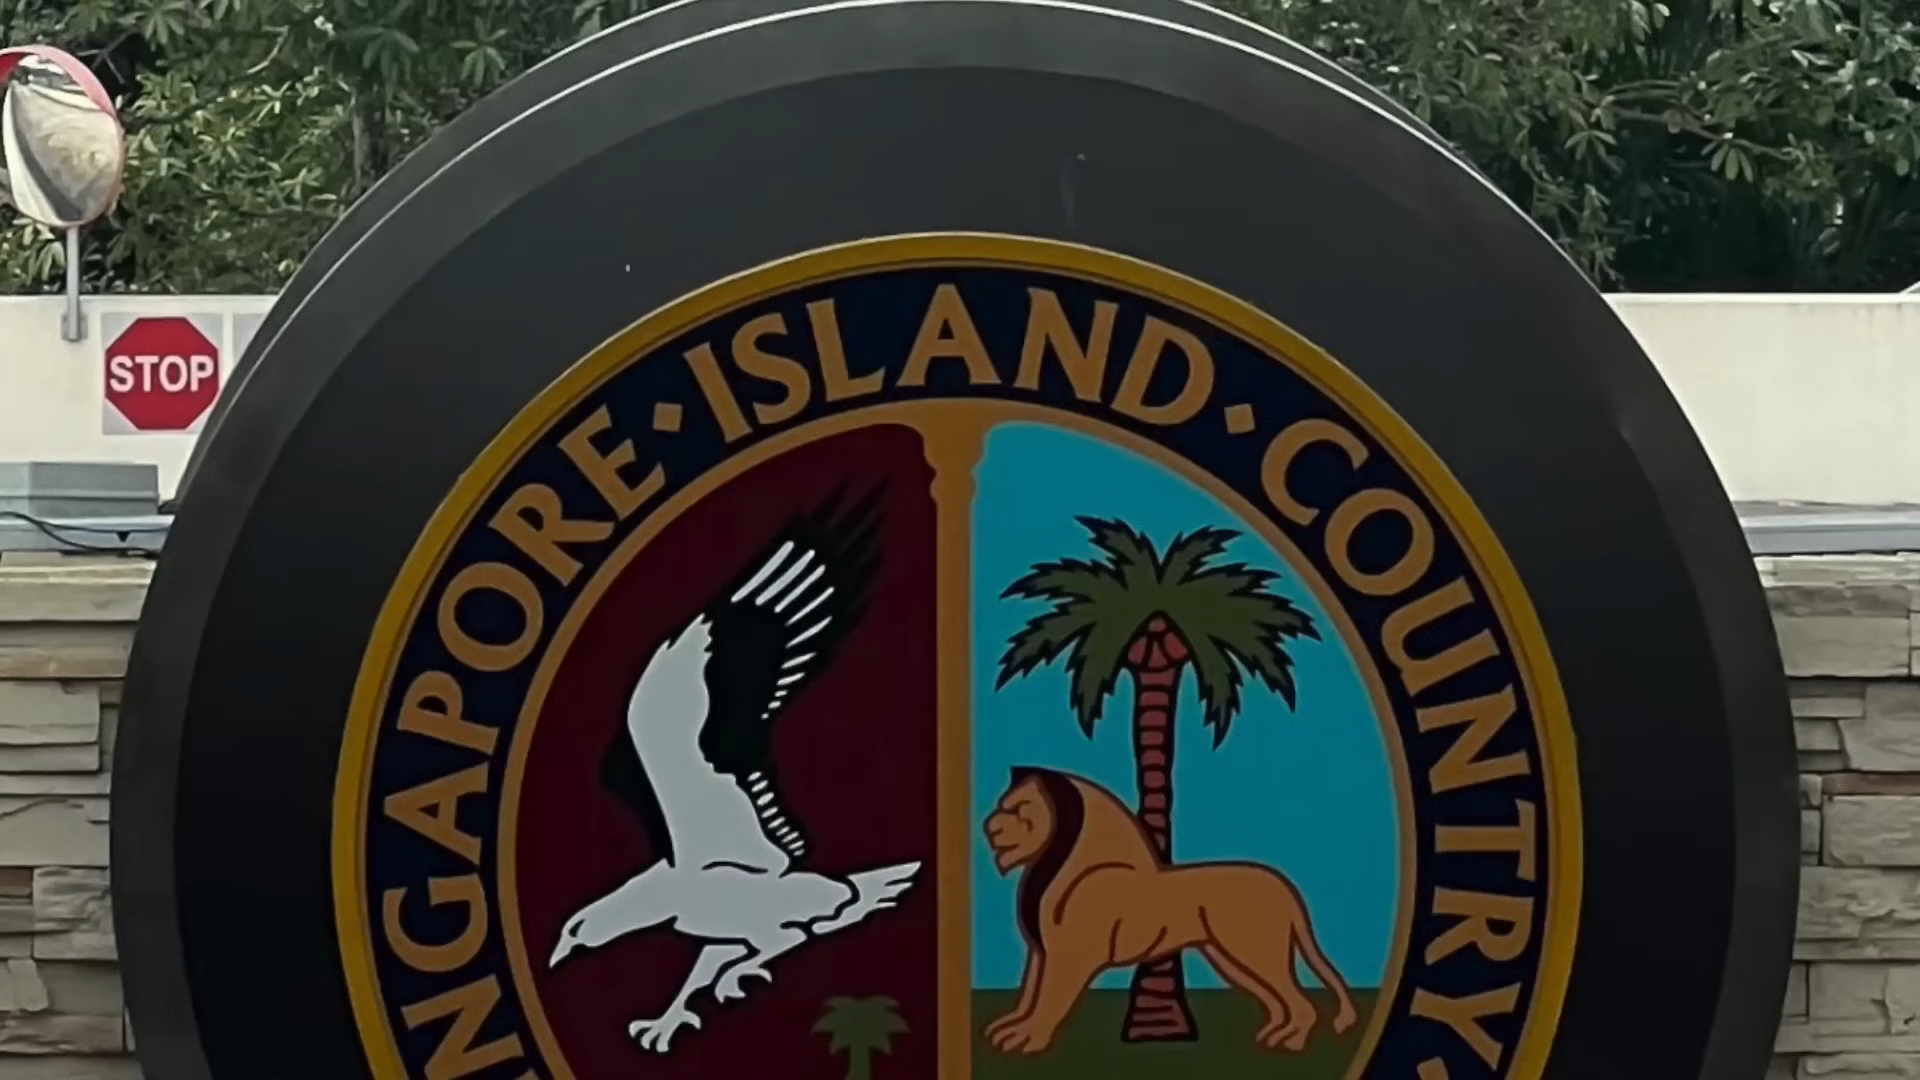 STOP
NGAPORE · ISLAND · COUNTRY ·